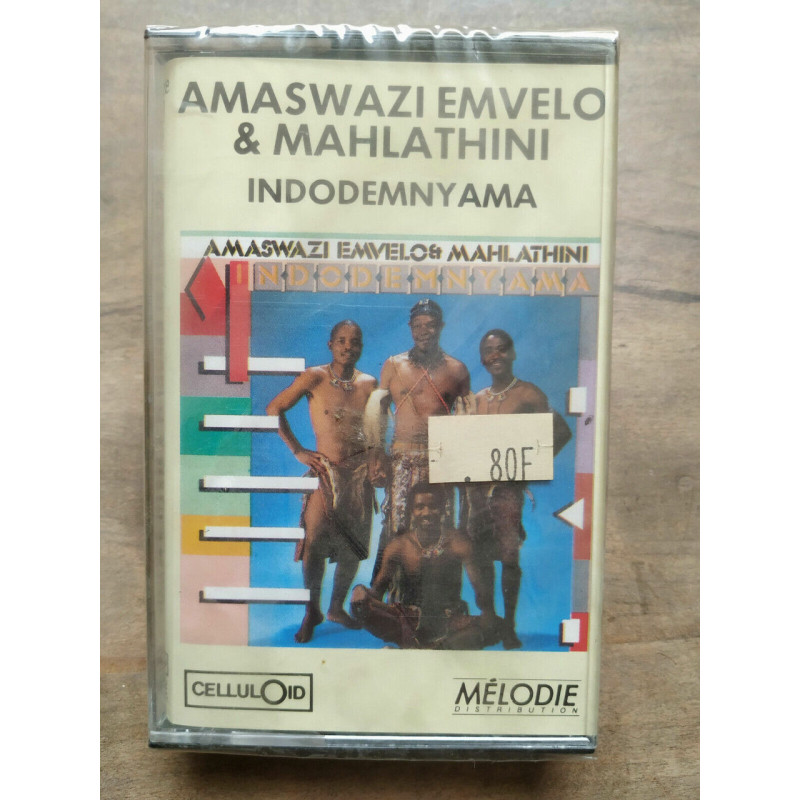 AMASWAZI EMVELO
& MAHLATHINI
INDODEMNYAMA
AMASWAZI EMVELO& MAHLATHINI
INDODEMNYAMA
80F
CELLULOID
MÉLODIE
DISTRIBUTION